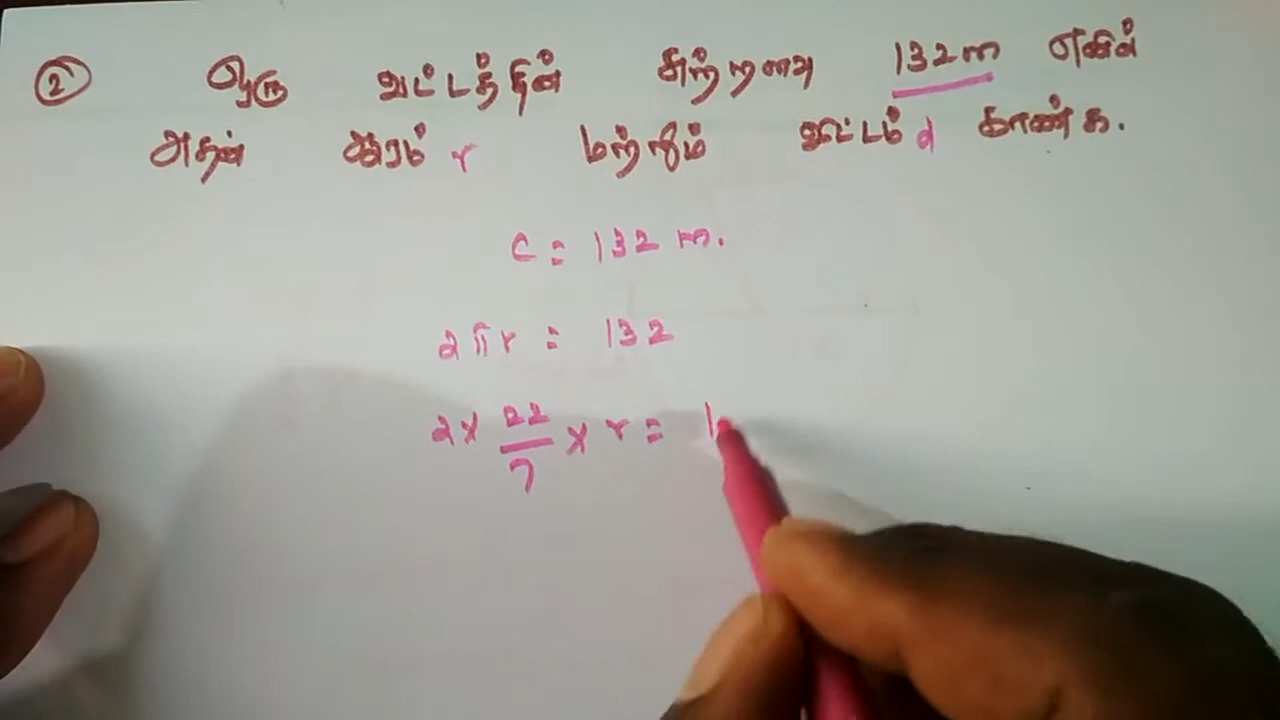 ② ஒரு வட்டத்தின் சுற்றளவு 132m எனில்
அதன் ஆரம் r மற்றும் விட்டம் d காண்க.
C = 132 m.
2πr = 132
2 × 22/7 × r = 1